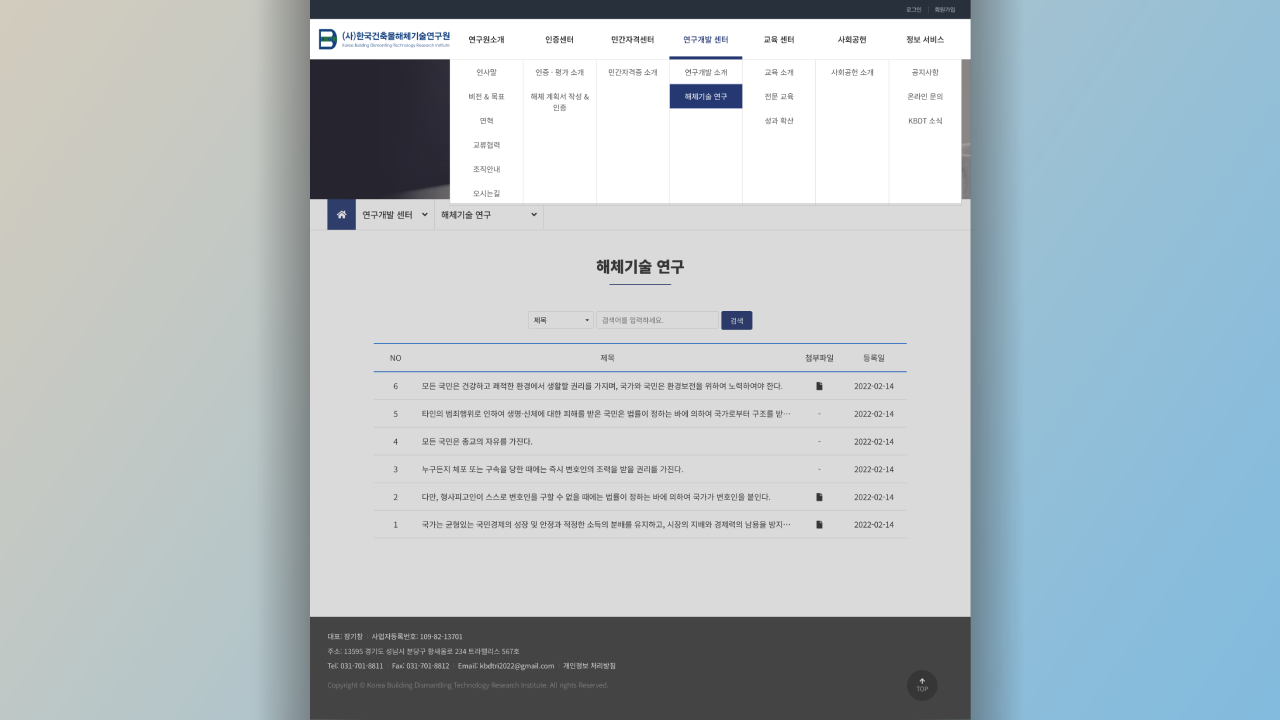 로그인 회원가입
(사)한국건축물해체기술연구원
Korea Building Dismantling Technology Research Institute
연구원소개 인증센터 민간자격센터 연구개발 센터 교육 센터 사회공헌 정보 서비스
인사말 인증·평가 소개 민간자격증 소개 연구개발 소개 교육 소개 사회공헌 소개 공지사항
비전 & 목표 해체 계획서 작성 & 인증 해체기술 연구 전문 교육 온라인 문의
연혁 성과 확산 KBDT 소식
교류협력
조직안내
오시는길
연구개발 센터 해체기술 연구
해체기술 연구
제목 검색어를 입력하세요. 검색
NO 제목 첨부파일 등록일
6 모든 국민은 건강하고 쾌적한 환경에서 생활할 권리를 가지며, 국가와 국민은 환경보전을 위하여 노력하여야 한다. 2022-02-14
5 타인의 범죄행위로 인하여 생명·신체에 대한 피해를 받은 국민은 법률이 정하는 바에 의하여 국가로부터 구조를 받… - 2022-02-14
4 모든 국민은 종교의 자유를 가진다. - 2022-02-14
3 누구든지 체포 또는 구속을 당한 때에는 즉시 변호인의 조력을 받을 권리를 가진다. - 2022-02-14
2 다만, 형사피고인이 스스로 변호인을 구할 수 없을 때에는 법률이 정하는 바에 의하여 국가가 변호인을 붙인다. 2022-02-14
1 국가는 균형있는 국민경제의 성장 및 안정과 적정한 소득의 분배를 유지하고, 시장의 지배와 경제력의 남용을 방지… 2022-02-14
대표: 장기창 사업자등록번호: 109-82-13701
주소: 13595 경기도 성남시 분당구 황새울로 234 트라팰리스 567호
Tel: 031-701-8811 Fax: 031-701-8812 Email: kbdtri2022@gmail.com 개인정보 처리방침
Copyright © Korea Building Dismantling Technology Research Institute. All rights Reserved.
TOP